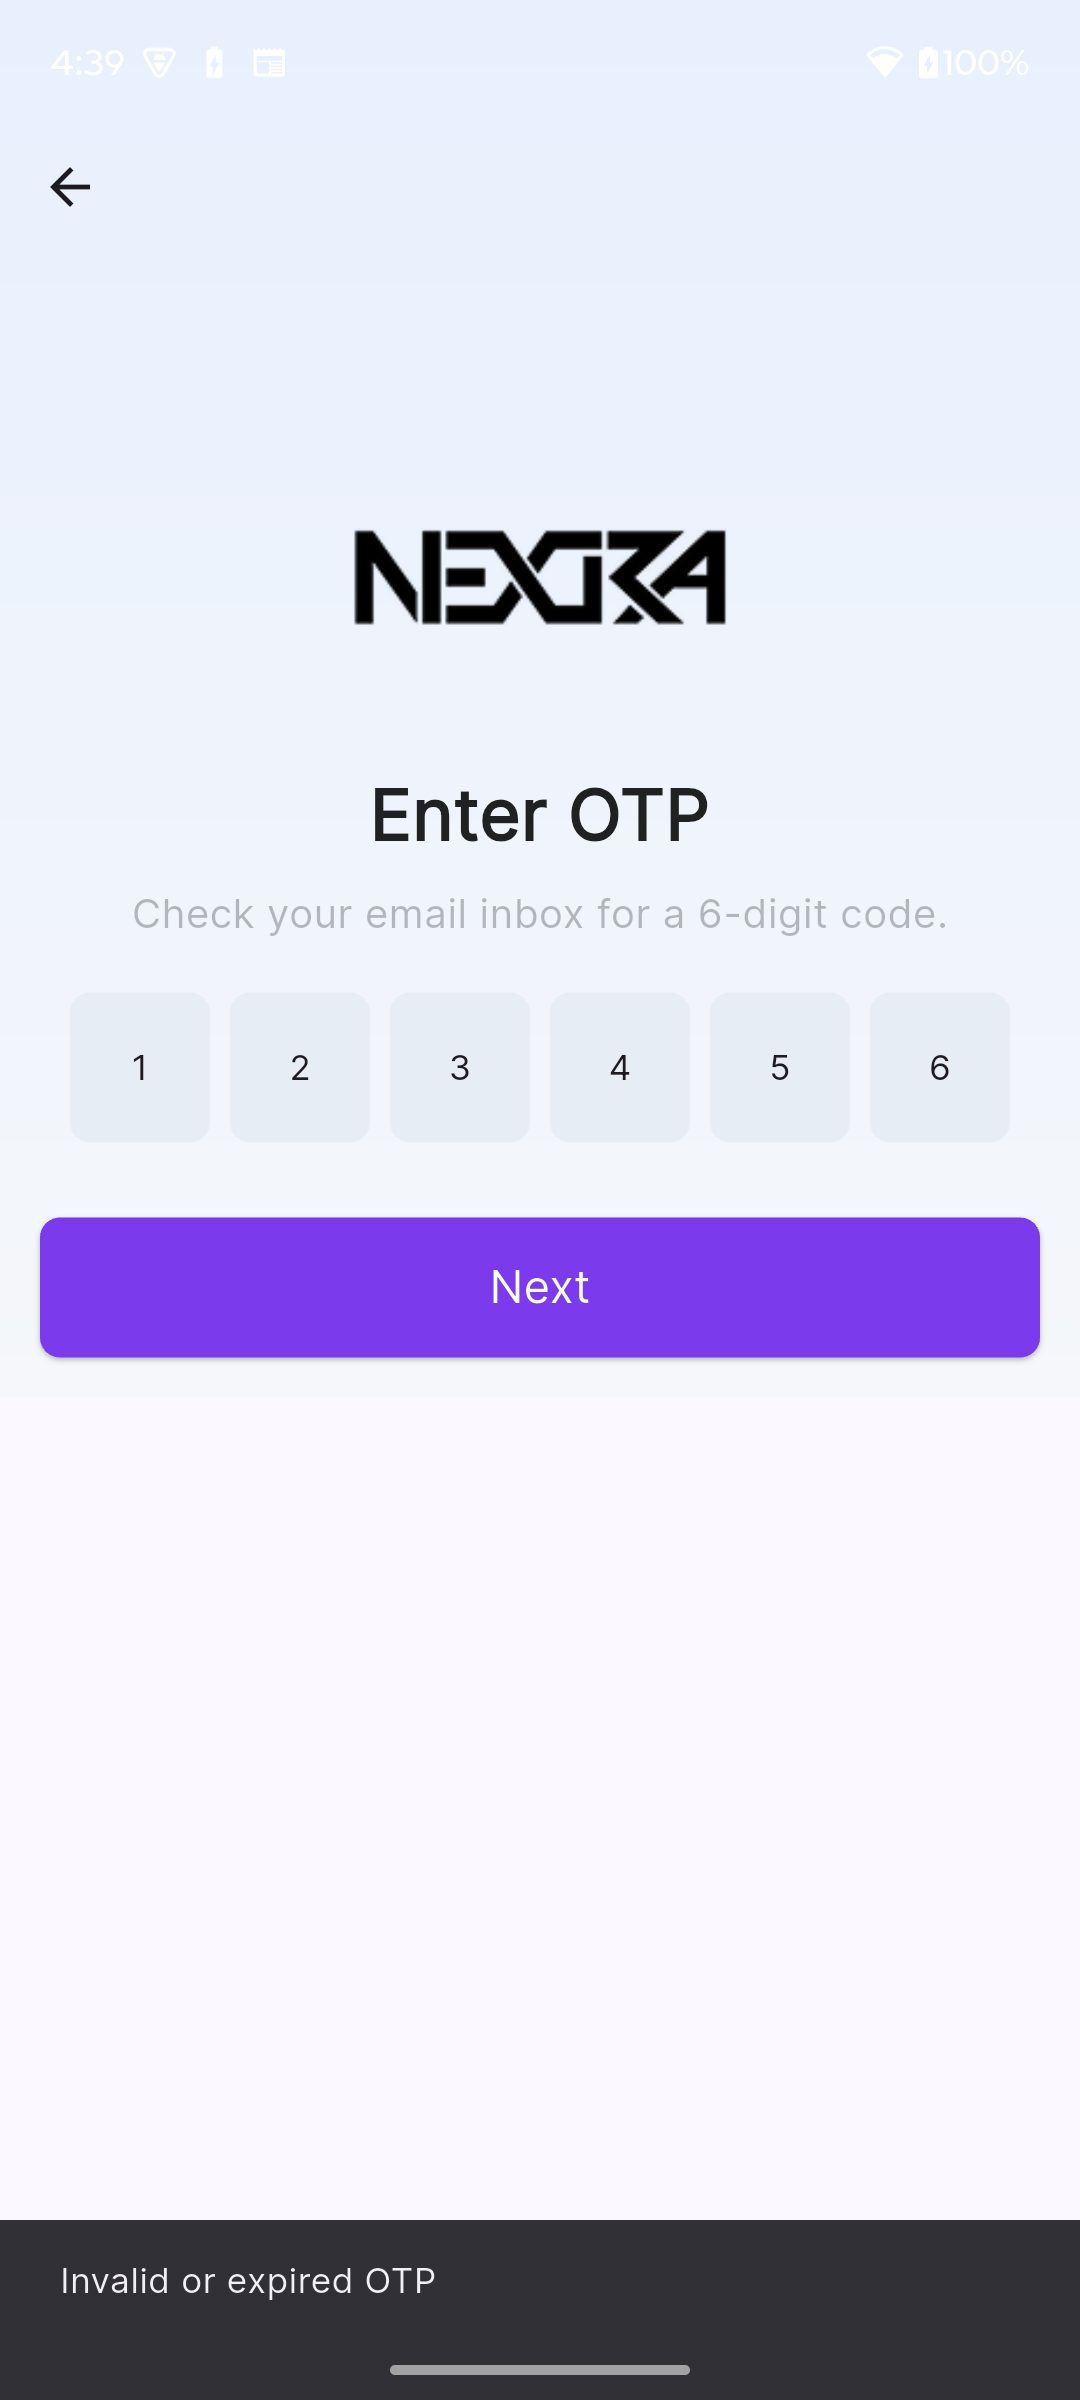 4:39
100%
NEXGRA
Enter OTP
Check your email inbox for a 6-digit code.
1 2 3 4 5 6
Next
Invalid or expired OTP